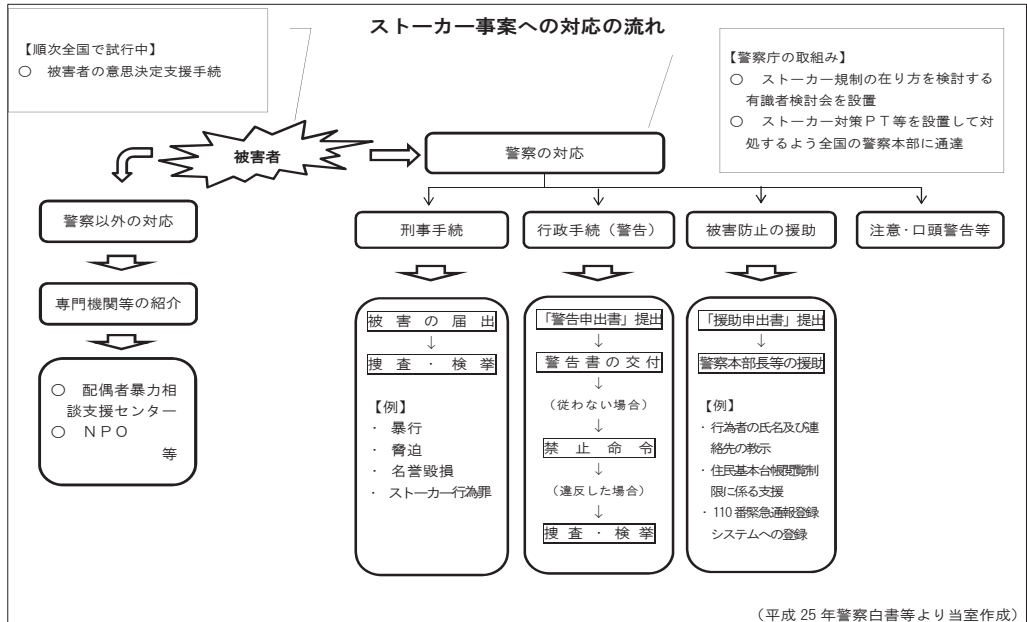 ストーカー事案への対応の流れ
【順次全国で試行中】
○ 被害者の意思決定支援手続
【警察庁の取組み】
○ ストーカー規制の在り方を検討する
有識者検討会を設置
○ ストーカー対策ＰＴ等を設置して対
処するよう全国の警察本部に通達
被害者
警察の対応
警察以外の対応
専門機関等の紹介
○ 配偶者暴力相
談支援センター
○ ＮＰＯ
等
刑事手続
被害の届出
↓
捜査・検挙
【例】
・ 暴行
・ 脅迫
・ 名誉毀損
・ストーカー行為罪
行政手続（警告）
「警告申出書」提出
↓
警告書の交付
↓
（従わない場合）
↓
禁止命令
↓
（違反した場合）
↓
捜査・検挙
被害防止の援助
「援助申出書」提出
↓
警察本部長等の援助
【例】
・行為者の氏名及び連
絡先の教示
・住民基本台帳閲覧制
限に係る支援
・110番緊急通報登録
システムへの登録
注意・口頭警告等
（平成25年警察白書等より当室作成）